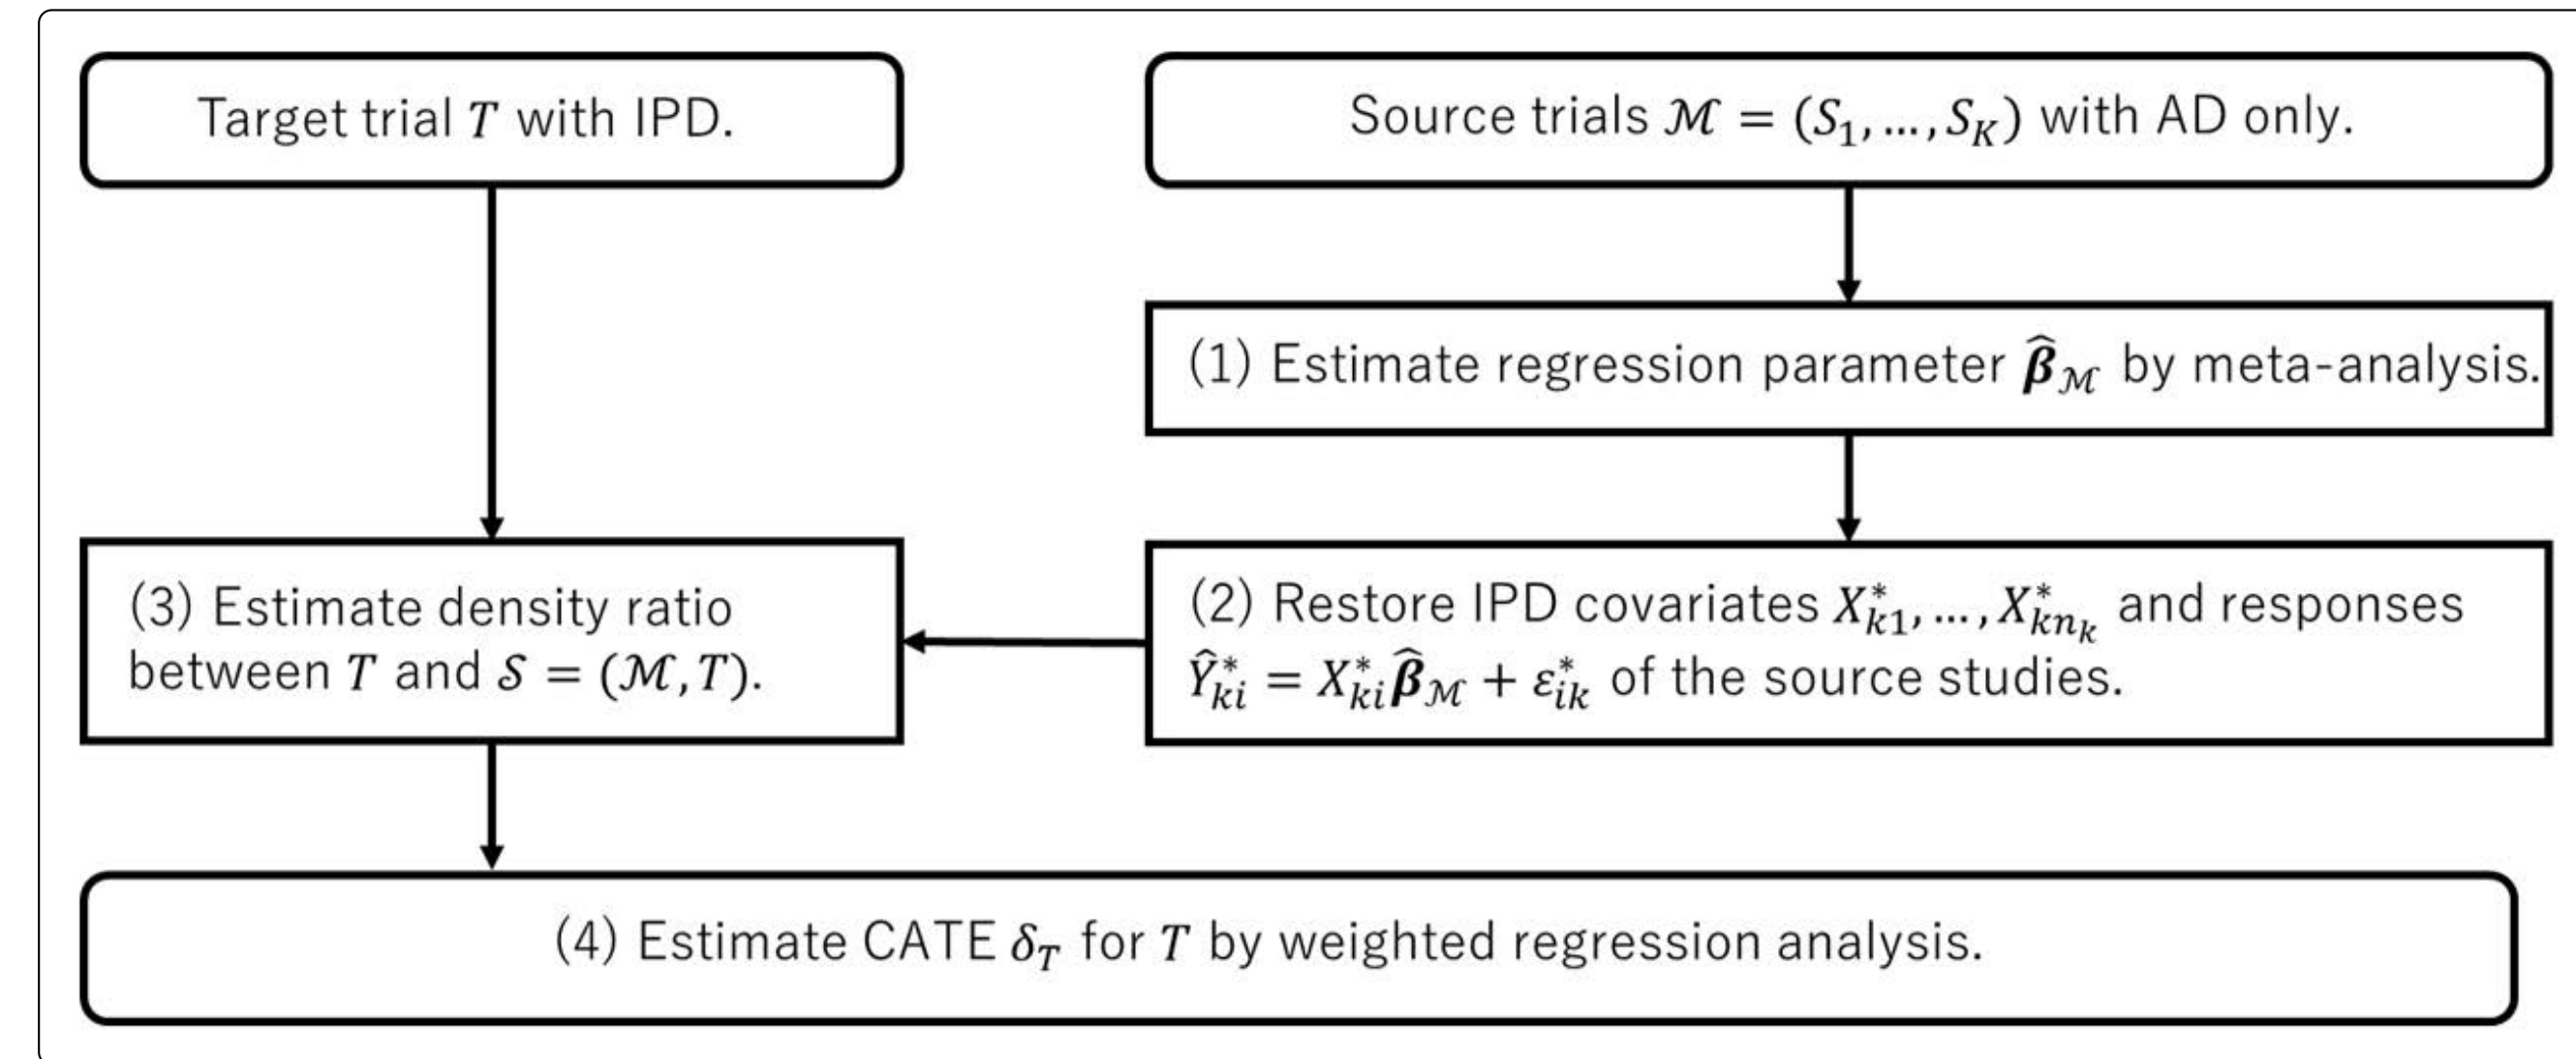 Target trial T with IPD.
Source trials ℳ = (S₁, …, S_K) with AD only.
(1) Estimate regression parameter β̂_ℳ by meta-analysis.
(2) Restore IPD covariates X*_{k1}, …, X*_{kn_k} and responses
Ŷ*_{ki} = X*_{ki}β̂_ℳ + ε*_{ik} of the source studies.
(3) Estimate density ratio
between T and 𝒮 = (ℳ, T).
(4) Estimate CATE δ_T for T by weighted regression analysis.